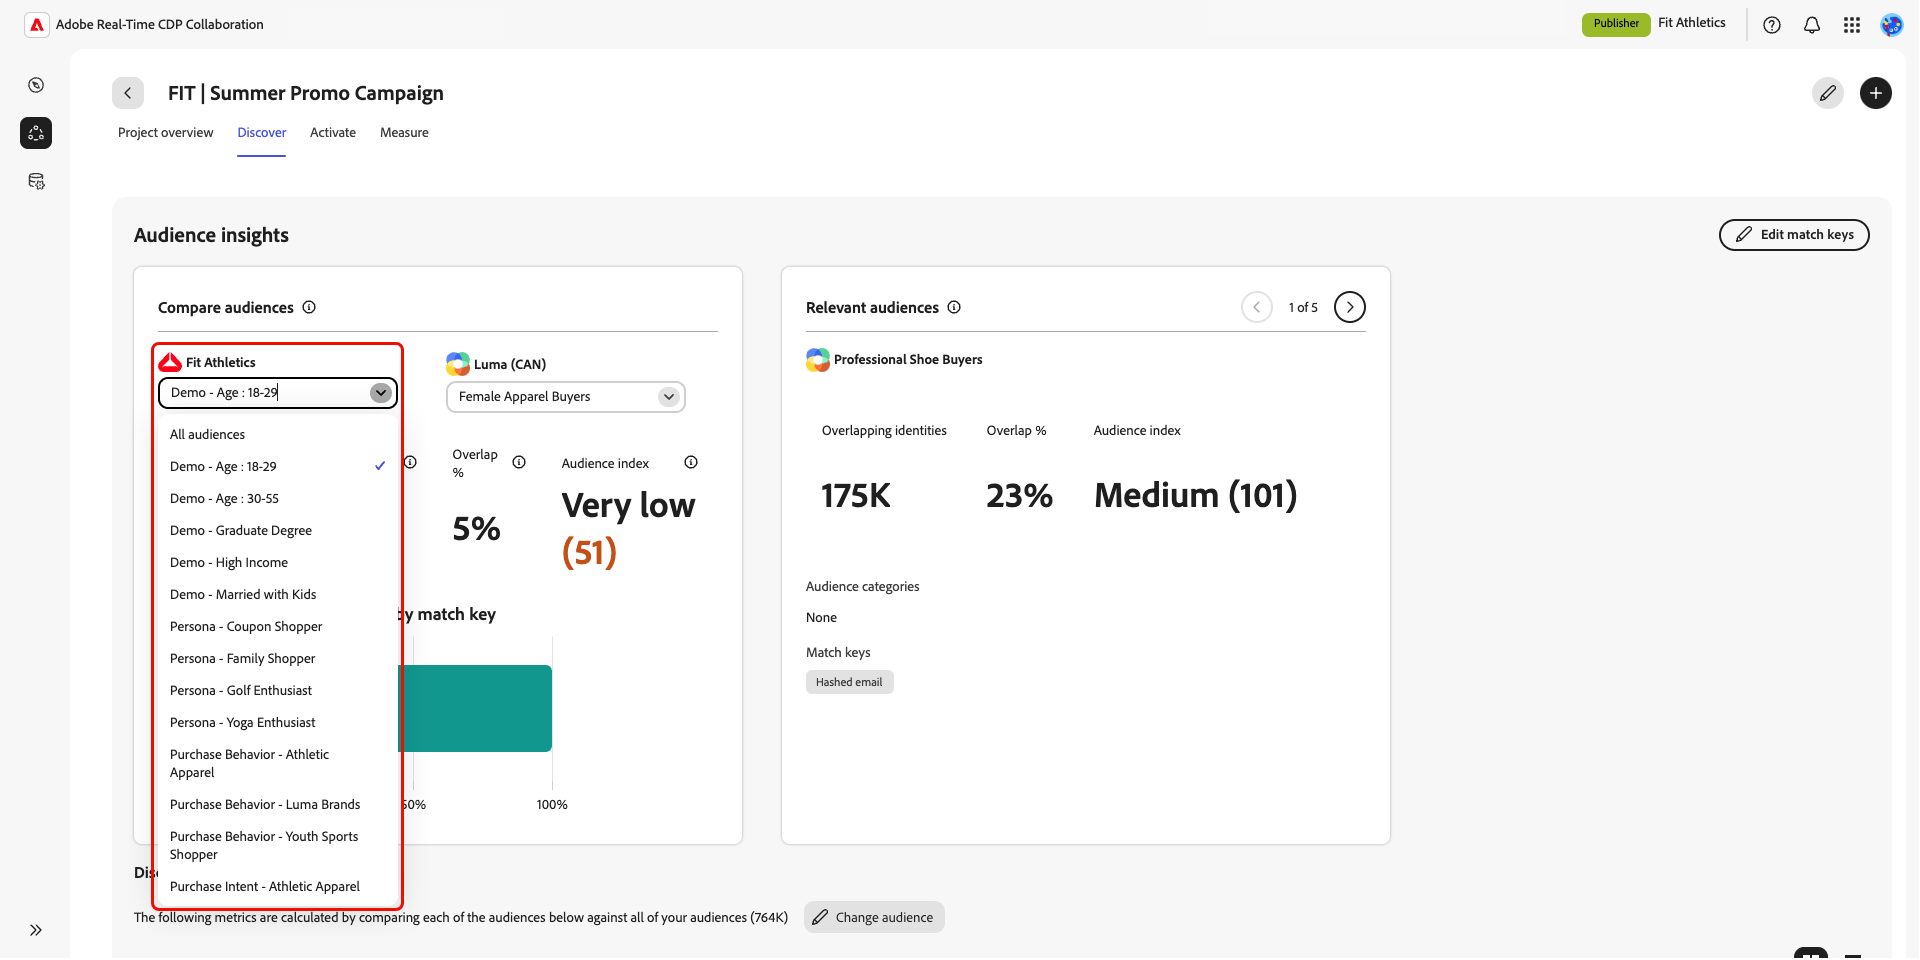 Adobe Real-Time CDP Collaboration
Publisher
Fit Athletics
FIT | Summer Promo Campaign
Project overview
Discover
Activate
Measure
Audience insights
Edit match keys
Compare audiences
Fit Athletics
Demo - Age : 18-29
All audiences
Demo - Age : 18-29
Demo - Age : 30-55
Demo - Graduate Degree
Demo - High Income
Demo - Married with Kids
Persona - Coupon Shopper
Persona - Family Shopper
Persona - Golf Enthusiast
Persona - Yoga Enthusiast
Purchase Behavior - Athletic
Apparel
Purchase Behavior - Luma Brands
Purchase Behavior - Youth Sports
Shopper
Purchase Intent - Athletic Apparel
Luma (CAN)
Female Apparel Buyers
Overlap
%
5%
Audience index
Very low
(51)
by match key
50%
100%
Relevant audiences
1 of 5
Professional Shoe Buyers
Overlapping identities
Overlap %
Audience index
175K
23%
Medium (101)
Audience categories
None
Match keys
Hashed email
The following metrics are calculated by comparing each of the audiences below against all of your audiences (764K)
Change audience